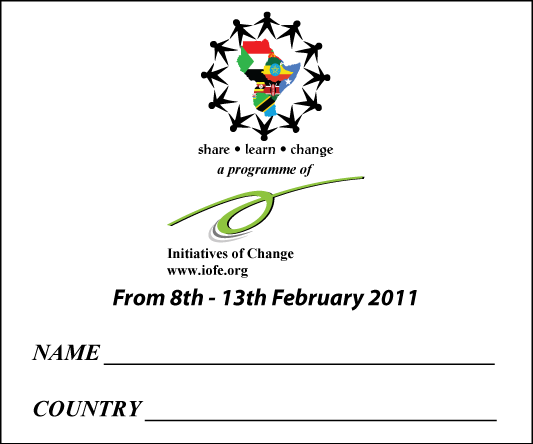 share • learn • change
a programme of
Initiatives of Change
www.iofe.org
From 8th - 13th February 2011
NAME
COUNTRY